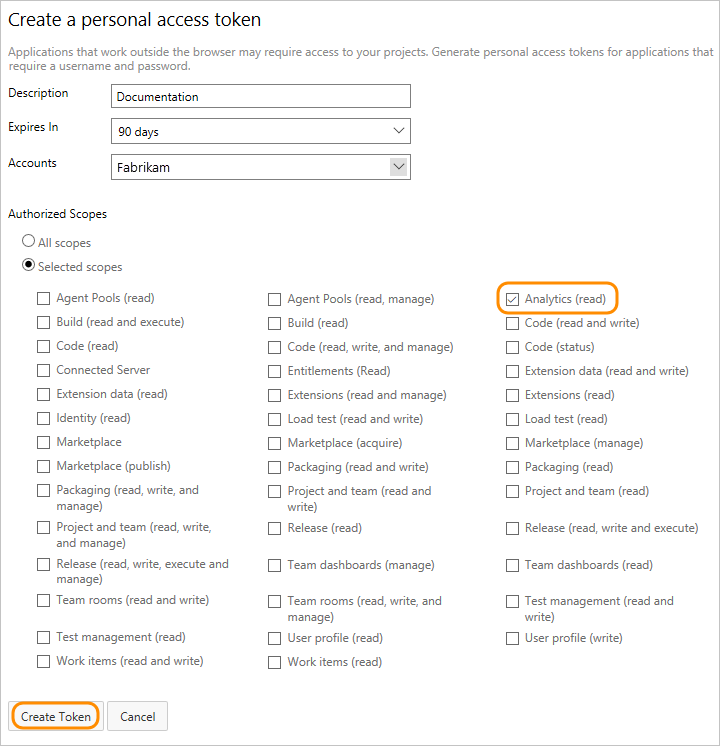 Create a personal access token
Applications that work outside the browser may require access to your projects. Generate personal access tokens for applications that
require a username and password.
Description
Documentation
Expires In
90 days
Accounts
Fabrikam
Authorized Scopes
All scopes
Selected scopes
Agent Pools (read)
Agent Pools (read, manage)
Analytics (read)
Build (read and execute)
Build (read)
Code (read and write)
Code (read)
Code (read, write, and manage)
Code (status)
Connected Server
Entitlements (Read)
Extension data (read and write)
Extension data (read)
Extensions (read and manage)
Extensions (read)
Identity (read)
Load test (read and write)
Load test (read)
Marketplace
Marketplace (acquire)
Marketplace (manage)
Marketplace (publish)
Packaging (read and write)
Packaging (read)
Packaging (read, write, and
manage)
Project and team (read and
write)
Project and team (read)
Project and team (read, write,
and manage)
Release (read)
Release (read, write and execute)
Release (read, write, execute and
manage)
Team dashboards (manage)
Team dashboards (read)
Team rooms (read and write)
Team rooms (read, write, and
manage)
Test management (read and
write)
Test management (read)
User profile (read)
User profile (write)
Work items (read and write)
Work items (read)
Create Token
Cancel